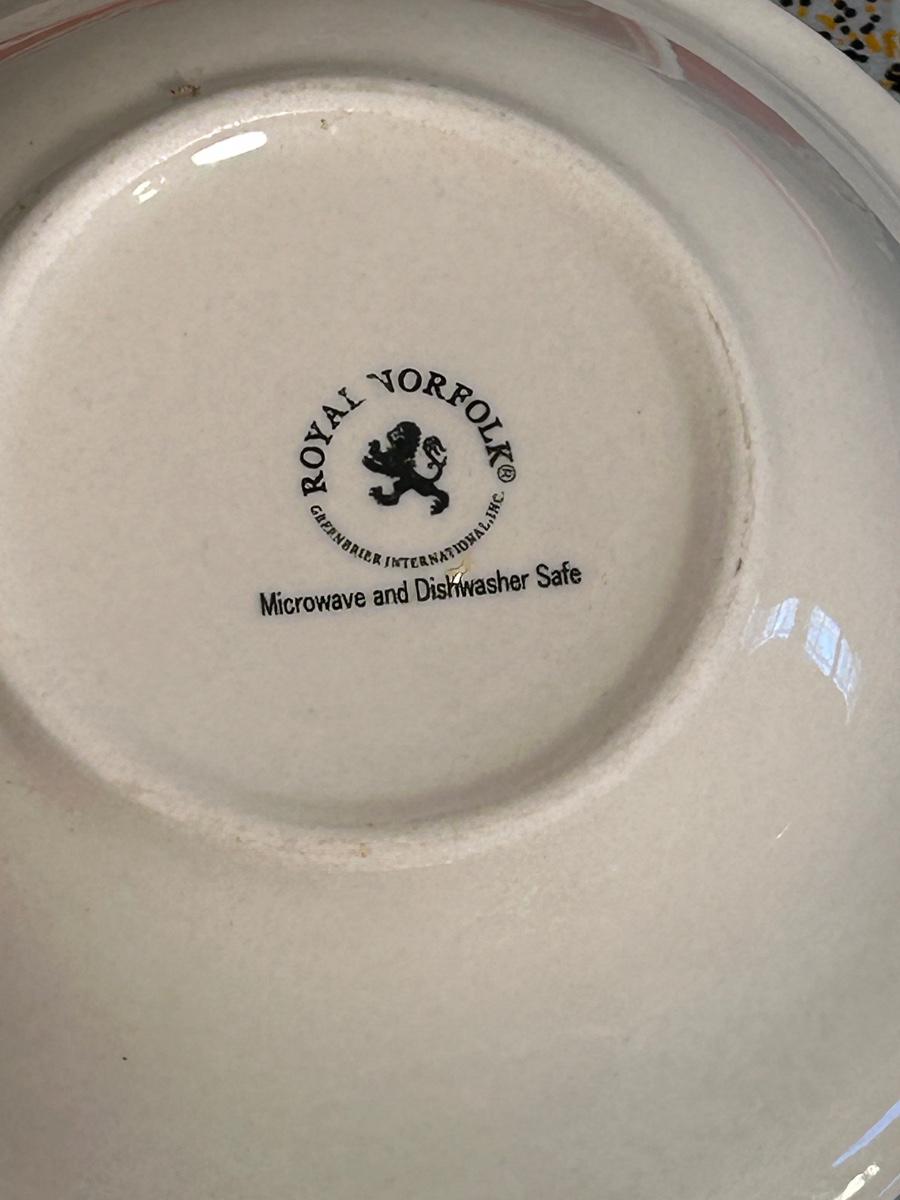 ROYAL NORFOLK®
GREENBRIER INTERNATIONAL, INC.
Microwave and Dishwasher Safe